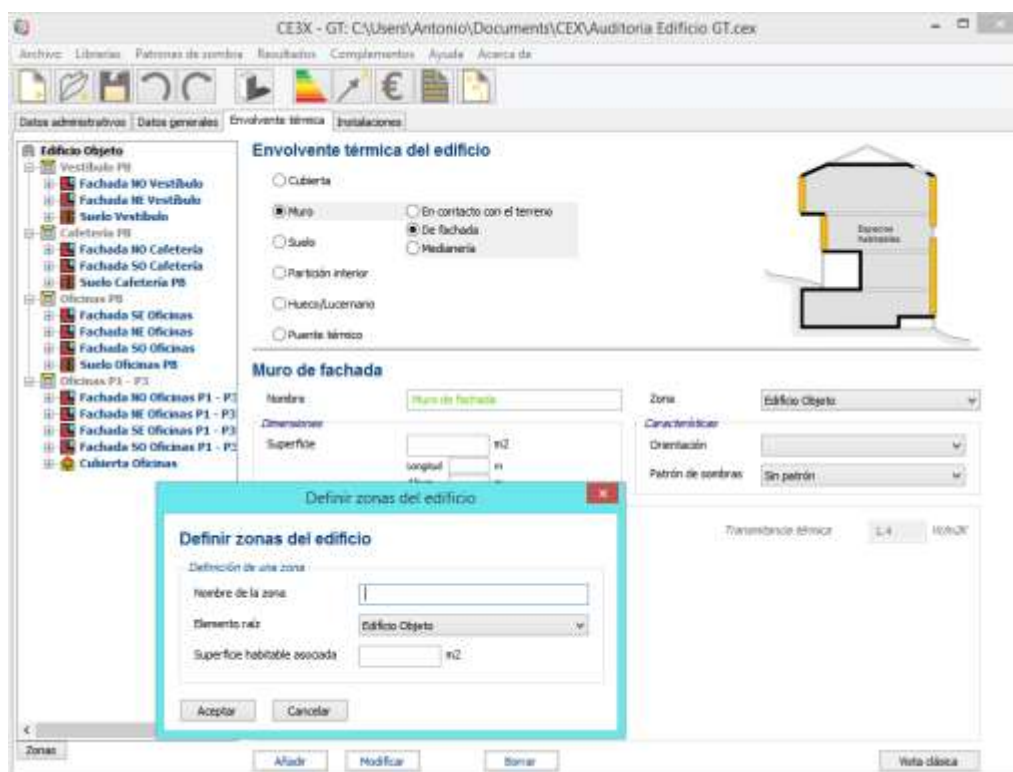 CE3X - GT: C:\Users\Antonio\Documents\CEX\Auditoria Edificio GT.cex
Archivo Librerías Patrones de sombra Resultados Complementos Ayuda Acerca de
Datos administrativos Datos generales Envolvente térmica Instalaciones
Edificio Objeto
Vestíbulo PB
Fachada NO Vestíbulo
Fachada NE Vestíbulo
Suelo Vestíbulo
Cafetería PB
Fachada NO Cafetería
Fachada SO Cafetería
Suelo Cafetería PB
Oficinas PB
Fachada SE Oficinas
Fachada NE Oficinas
Fachada SO Oficinas
Suelo Oficinas PB
Oficinas P1 - P3
Fachada NO Oficinas P1 - P3
Fachada NE Oficinas P1 - P3
Fachada SE Oficinas P1 - P3
Fachada SO Oficinas P1 - P3
Cubierta Oficinas
Zonas
Envolvente térmica del edificio
Cubierta
Muro
En contacto con el terreno
De fachada
Medianería
Suelo
Partición interior
Hueco/Lucernario
Puente térmico
Espacios habitables
Muro de fachada
Nombre Muro de fachada Zona Edificio Objeto
Dimensiones Características
Superficie m2 Orientación
Longitud m
Patrón de sombras Sin patrón
Transmitancia térmica 1.4 W/m2K
Definir zonas del edificio
Definir zonas del edificio
Definición de una zona
Nombre de la zona
Elemento raíz Edificio Objeto
Superficie habitable asociada m2
Aceptar Cancelar
Añadir Modificar Borrar Vista clásica